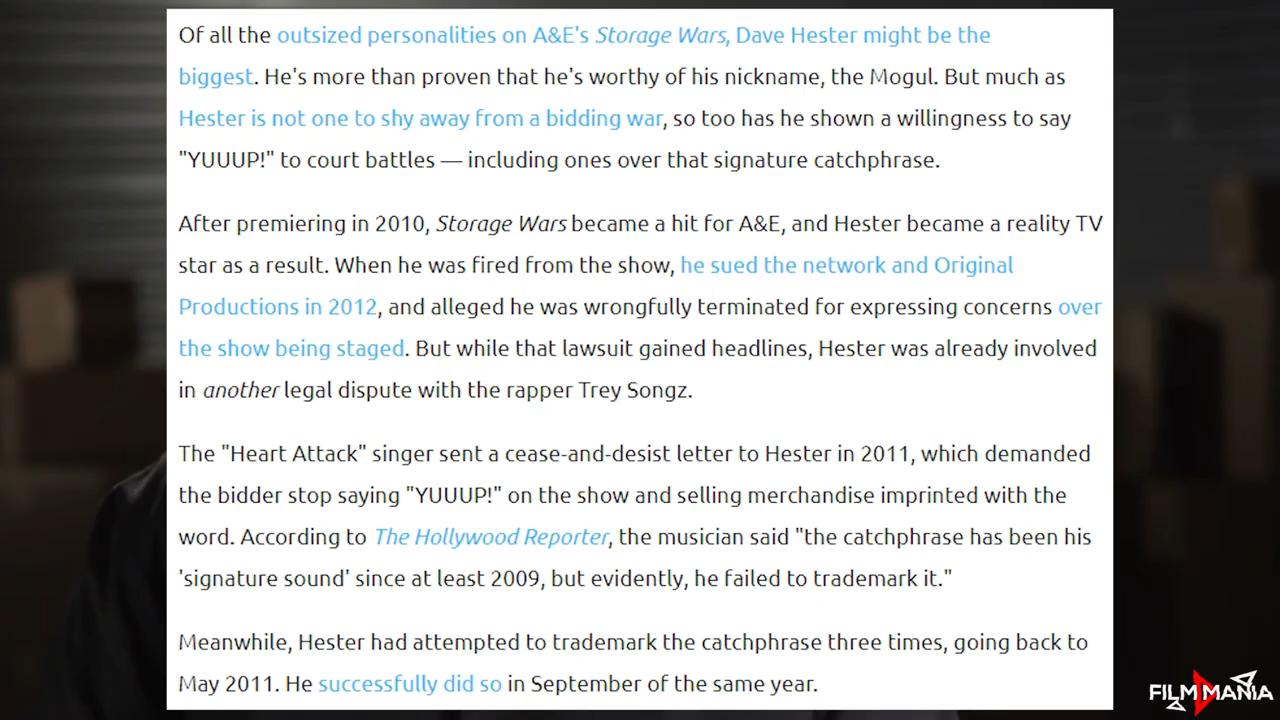 Of all the outsized personalities on A&E's Storage Wars, Dave Hester might be the
biggest. He's more than proven that he's worthy of his nickname, the Mogul. But much as
Hester is not one to shy away from a bidding war, so too has he shown a willingness to say
"YUUUP!" to court battles — including ones over that signature catchphrase.
After premiering in 2010, Storage Wars became a hit for A&E, and Hester became a reality TV
star as a result. When he was fired from the show, he sued the network and Original
Productions in 2012, and alleged he was wrongfully terminated for expressing concerns over
the show being staged. But while that lawsuit gained headlines, Hester was already involved
in another legal dispute with the rapper Trey Songz.
The "Heart Attack" singer sent a cease-and-desist letter to Hester in 2011, which demanded
the bidder stop saying "YUUUP!" on the show and selling merchandise imprinted with the
word. According to The Hollywood Reporter, the musician said "the catchphrase has been his
'signature sound' since at least 2009, but evidently, he failed to trademark it."
Meanwhile, Hester had attempted to trademark the catchphrase three times, going back to
May 2011. He successfully did so in September of the same year.
FILM MANIA